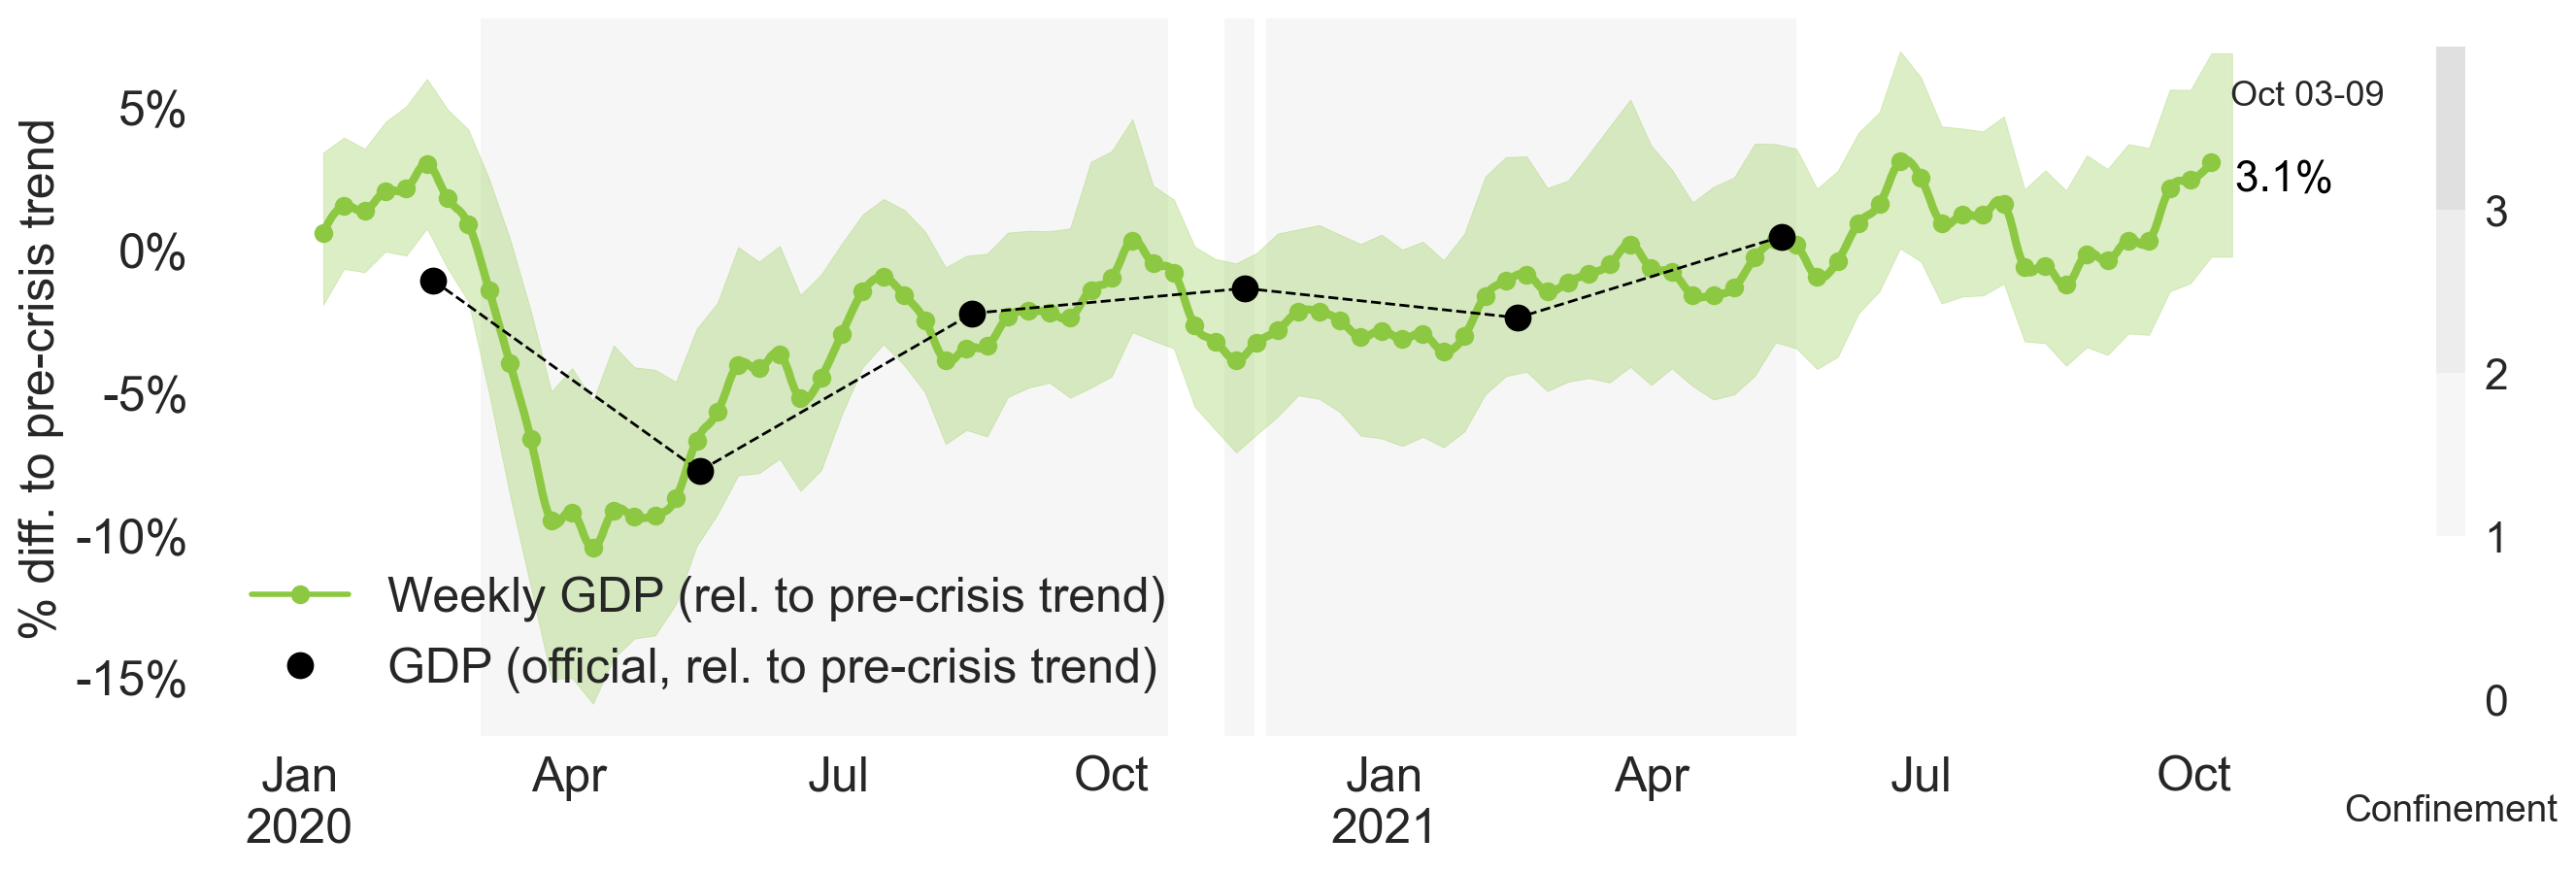 % diff. to pre-crisis trend
5%
0%
-5%
-10%
-15%
Oct 03-09
3.1%
Weekly GDP (rel. to pre-crisis trend)
GDP (official, rel. to pre-crisis trend)
Jan Apr Jul Oct Jan Apr Jul Oct
2020 2021
3
2
1
0
Confinement